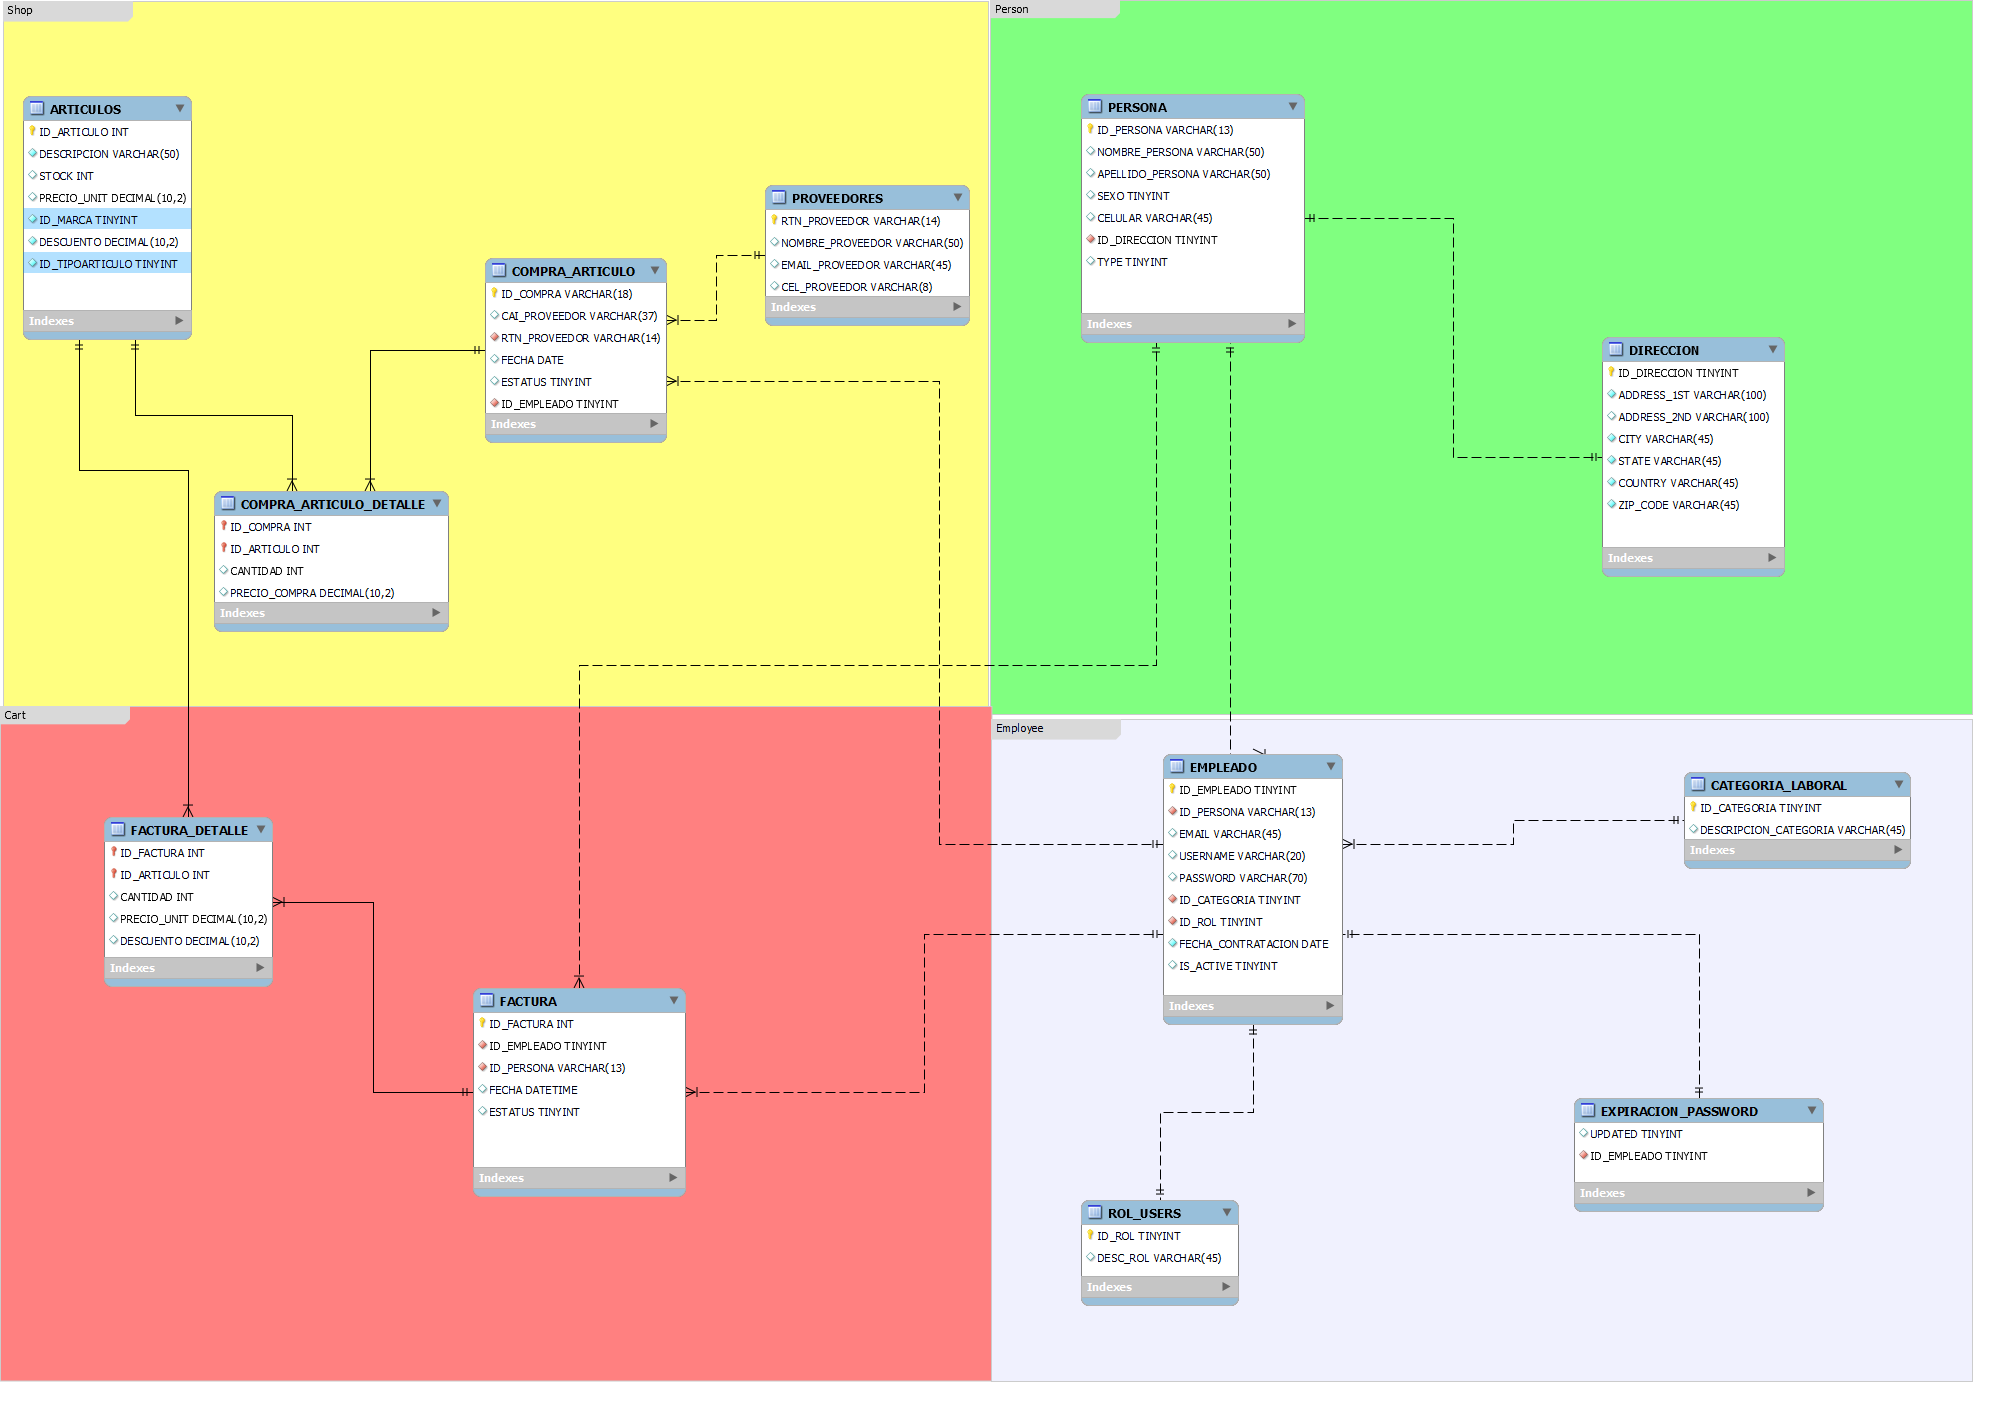 Shop
ARTICULOS
ID_ARTICULO INT
DESCRIPCION VARCHAR(50)
STOCK INT
PRECIO_UNIT DECIMAL(10,2)
ID_MARCA TINYINT
DESCUENTO DECIMAL(10,2)
ID_TIPOARTICULO TINYINT
Indexes
PROVEEDORES
RTN_PROVEEDOR VARCHAR(14)
NOMBRE_PROVEEDOR VARCHAR(50)
EMAIL_PROVEEDOR VARCHAR(45)
CEL_PROVEEDOR VARCHAR(8)
Indexes
COMPRA_ARTICULO
ID_COMPRA VARCHAR(18)
CAI_PROVEEDOR VARCHAR(37)
RTN_PROVEEDOR VARCHAR(14)
FECHA DATE
ESTATUS TINYINT
ID_EMPLEADO TINYINT
Indexes
COMPRA_ARTICULO_DETALLE
ID_COMPRA INT
ID_ARTICULO INT
CANTIDAD INT
PRECIO_COMPRA DECIMAL(10,2)
Indexes
Person
PERSONA
ID_PERSONA VARCHAR(13)
NOMBRE_PERSONA VARCHAR(50)
APELLIDO_PERSONA VARCHAR(50)
SEXO TINYINT
CELULAR VARCHAR(45)
ID_DIRECCION TINYINT
TYPE TINYINT
Indexes
DIRECCION
ID_DIRECCION TINYINT
ADDRESS_1ST VARCHAR(100)
ADDRESS_2ND VARCHAR(100)
CITY VARCHAR(45)
STATE VARCHAR(45)
COUNTRY VARCHAR(45)
ZIP_CODE VARCHAR(45)
Indexes
Cart
FACTURA_DETALLE
ID_FACTURA INT
ID_ARTICULO INT
CANTIDAD INT
PRECIO_UNIT DECIMAL(10,2)
DESCUENTO DECIMAL(10,2)
Indexes
FACTURA
ID_FACTURA INT
ID_EMPLEADO TINYINT
ID_PERSONA VARCHAR(13)
FECHA DATETIME
ESTATUS TINYINT
Indexes
Employee
EMPLEADO
ID_EMPLEADO TINYINT
ID_PERSONA VARCHAR(13)
EMAIL VARCHAR(45)
USERNAME VARCHAR(20)
PASSWORD VARCHAR(70)
ID_CATEGORIA TINYINT
ID_ROL TINYINT
FECHA_CONTRATACION DATE
IS_ACTIVE TINYINT
Indexes
CATEGORIA_LABORAL
ID_CATEGORIA TINYINT
DESCRIPCION_CATEGORIA VARCHAR(45)
Indexes
EXPIRACION_PASSWORD
UPDATED TINYINT
ID_EMPLEADO TINYINT
Indexes
ROL_USERS
ID_ROL TINYINT
DESC_ROL VARCHAR(45)
Indexes